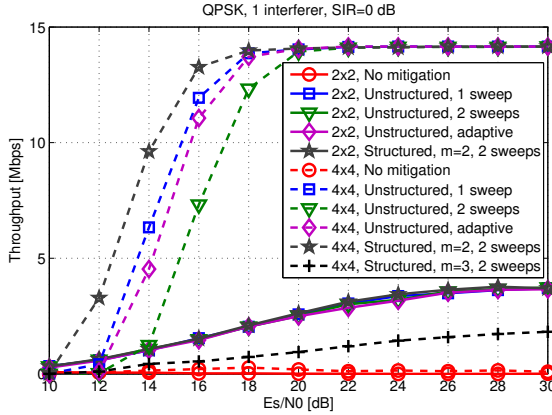 QPSK, 1 interferer, SIR=0 dB
15
10
5
0
Throughput [Mbps]
2x2, No mitigation
2x2, Unstructured, 1 sweep
2x2, Unstructured, 2 sweeps
2x2, Unstructured, adaptive
2x2, Structured, m=2, 2 sweeps
4x4, No mitigation
4x4, Unstructured, 1 sweep
4x4, Unstructured, 2 sweeps
4x4, Unstructured, adaptive
4x4, Structured, m=2, 2 sweeps
4x4, Structured, m=3, 2 sweeps
10 12 14 16 18 20 22 24 26 28 30
Es/N0 [dB]